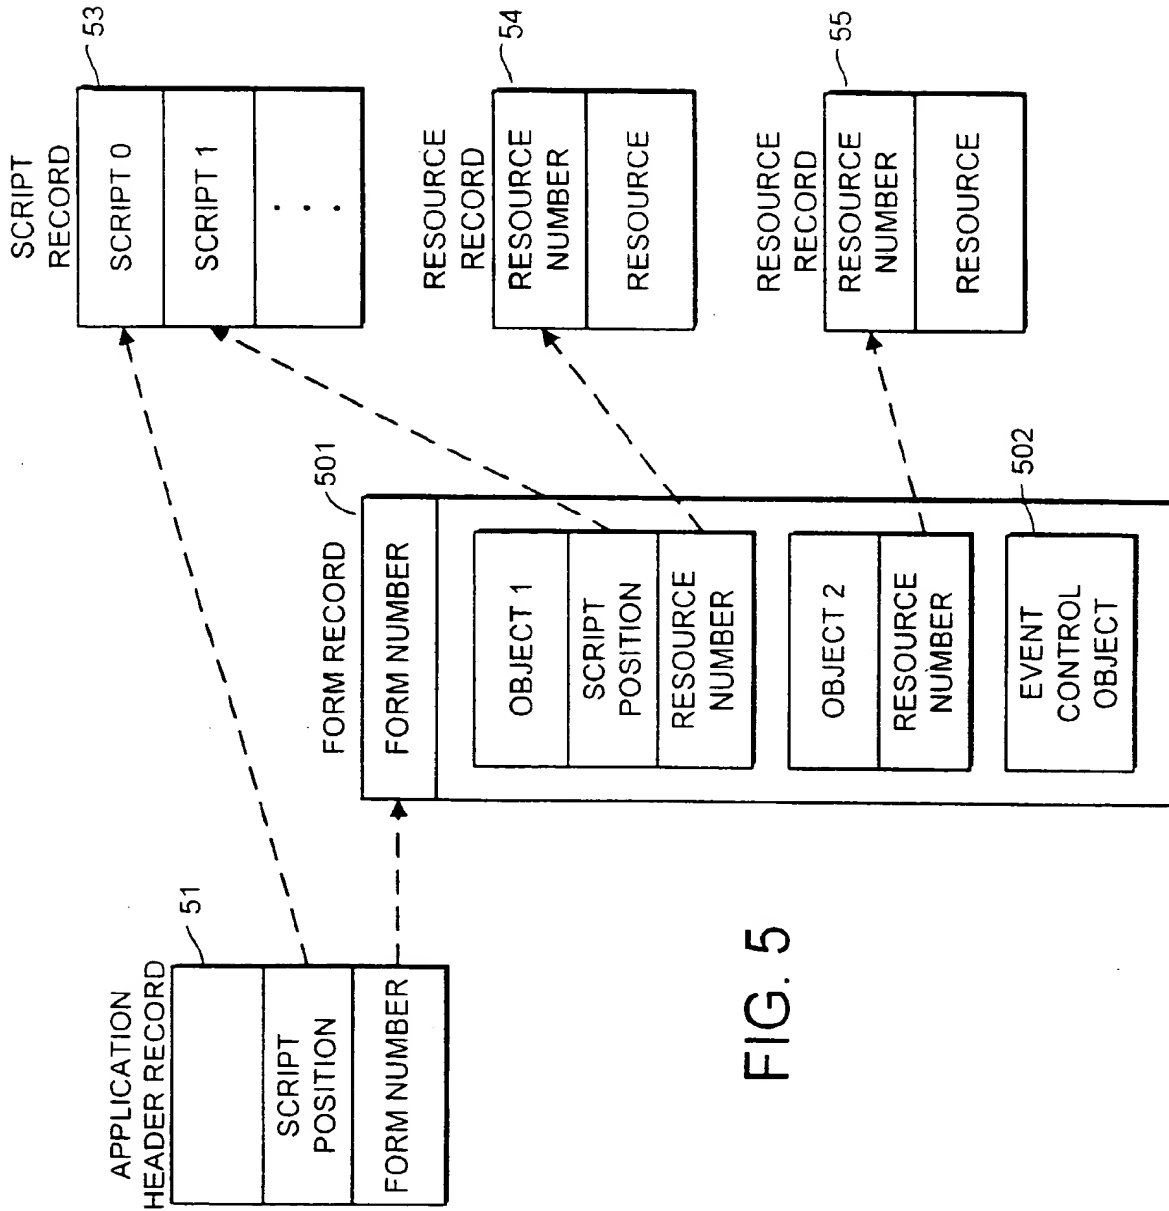 APPLICATION
HEADER RECORD
51
SCRIPT
POSITION
FORM NUMBER
FORM RECORD
501
FORM NUMBER
OBJECT 1
SCRIPT
POSITION
RESOURCE
NUMBER
OBJECT 2
RESOURCE
NUMBER
502
EVENT
CONTROL
OBJECT
SCRIPT
RECORD
53
SCRIPT 0
SCRIPT 1
. . .
RESOURCE
RECORD
54
RESOURCE
NUMBER
RESOURCE
RESOURCE
RECORD
55
RESOURCE
NUMBER
RESOURCE
FIG. 5